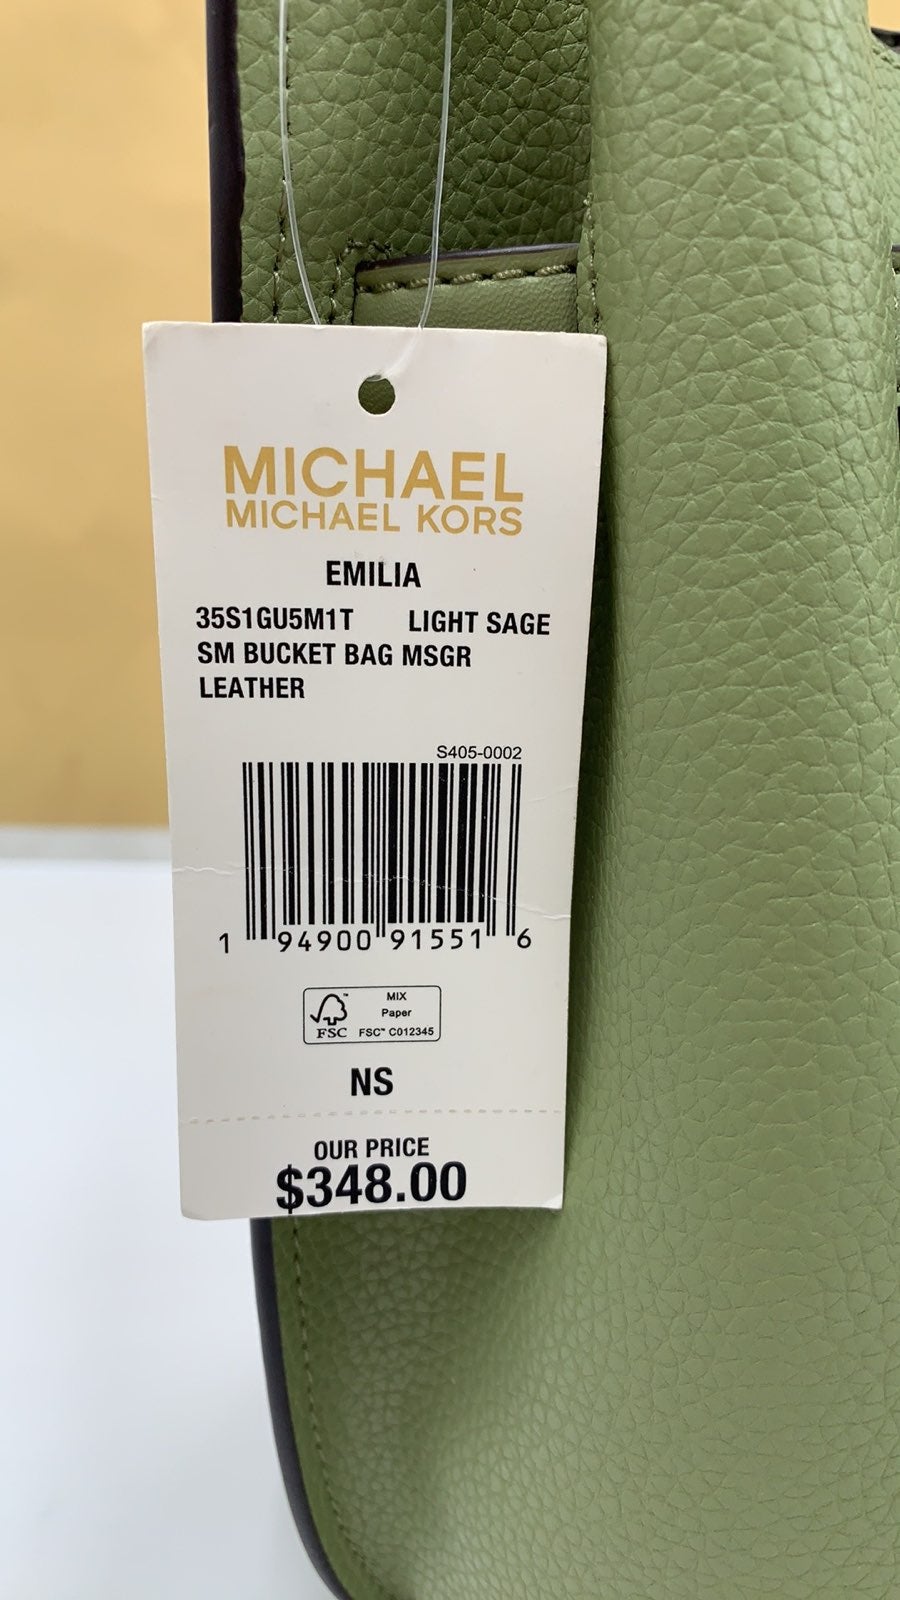 MICHAEL
MICHAEL KORS
EMILIA
35S1GU5M1T LIGHT SAGE
SM BUCKET BAG MSGR
LEATHER
S405-0002
1 94900 91551 6
FSC
MIX
Paper
FSC™ C012345
NS
OUR PRICE
$348.00